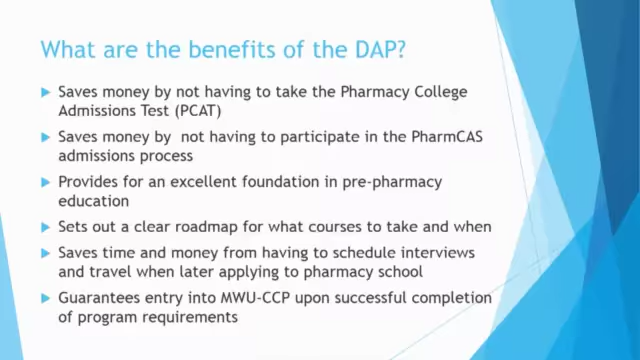 What are the benefits of the DAP?
Saves money by not having to take the Pharmacy College
Admissions Test (PCAT)
Saves money by not having to participate in the PharmCAS
admissions process
Provides for an excellent foundation in pre-pharmacy
education
Sets out a clear roadmap for what courses to take and when
Saves time and money from having to schedule interviews
and travel when later applying to pharmacy school
Guarantees entry into MWU-CCP upon successful completion
of program requirements